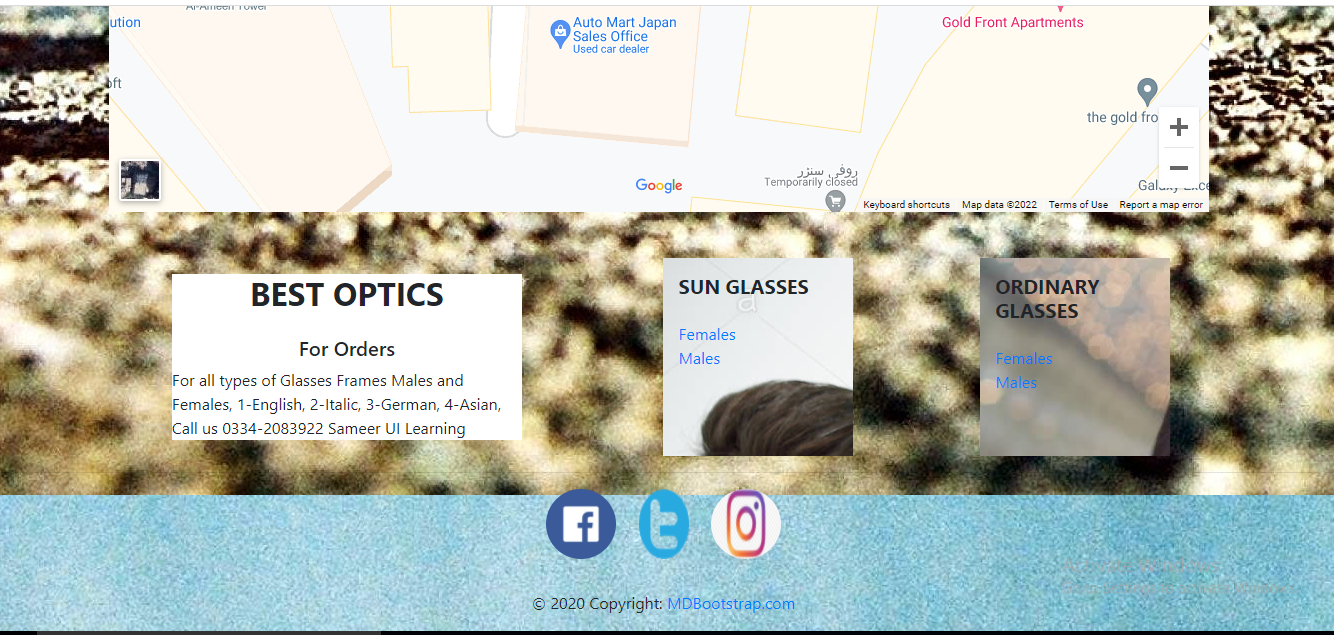 Al-Ameen Tower
ution
Auto Mart Japan
Sales Office
Used car dealer
Gold Front Apartments
oft
the gold fro
روفی سنٹر
Temporarily closed
Google
Keyboard shortcuts Map data ©2022 Terms of Use Report a map error
BEST OPTICS
For Orders
For all types of Glasses Frames Males and
Females, 1-English, 2-Italic, 3-German, 4-Asian,
Call us 0334-2083922 Sameer UI Learning
SUN GLASSES
a
Females
Males
ORDINARY
GLASSES
Females
Males
© 2020 Copyright: MDBootstrap.com